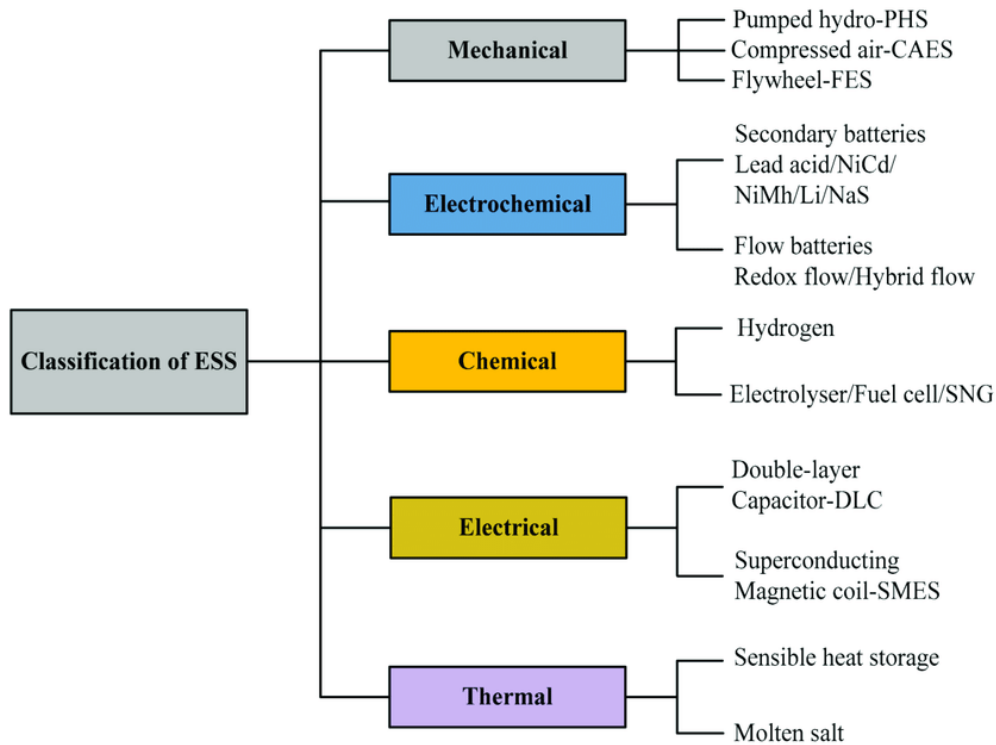 Classification of ESS
Mechanical
Pumped hydro-PHS
Compressed air-CAES
Flywheel-FES
Electrochemical
Secondary batteries
Lead acid/NiCd/
NiMh/Li/NaS
Flow batteries
Redox flow/Hybrid flow
Chemical
Hydrogen
Electrolyser/Fuel cell/SNG
Electrical
Double-layer
Capacitor-DLC
Superconducting
Magnetic coil-SMES
Thermal
Sensible heat storage
Molten salt